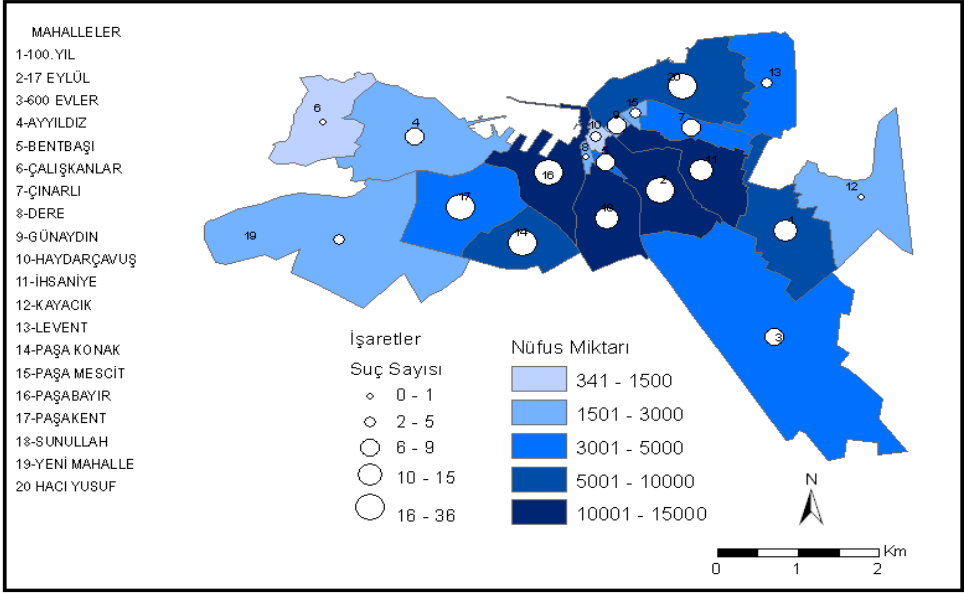 MAHALLELER
1-100.YIL
2-17 EYLÜL
3-600 EVLER
4-AYYILDIZ
5-BENTBAŞI
6-ÇALIŞKANLAR
7-ÇINARLI
8-DERE
9-GÜNAYDIN
10-HAYDARÇAVUŞ
11-İHSANİYE
12-KAYACIK
13-LEVENT
14-PAŞA KONAK
15-PAŞA MESCİT
16-PAŞABAYIR
17-PAŞAKENT
18-SUNULLAH
19-YENİ MAHALLE
20 HACI YUSUF
6
4
19
17
14
16
18
10
8
5
9
15
20
7
13
2
11
1
12
3
İşaretler
Suç Sayısı
0 - 1
2 - 5
6 - 9
10 - 15
16 - 36
Nüfus Miktarı
341 - 1500
1501 - 3000
3001 - 5000
5001 - 10000
10001 - 15000
N
Km
0 1 2